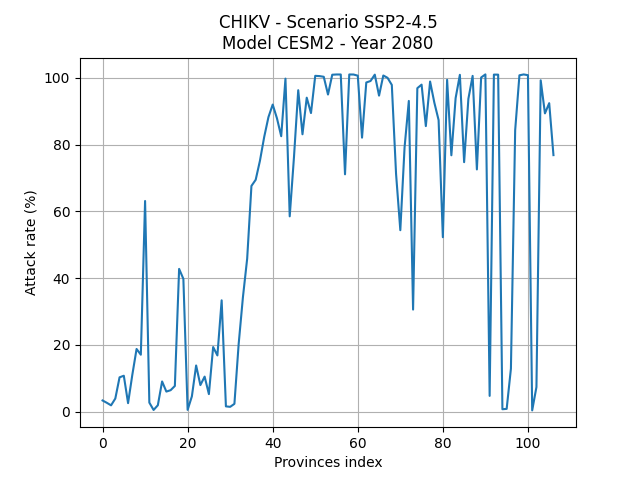 CHIKV - Scenario SSP2-4.5
Model CESM2 - Year 2080
Attack rate (%)
100
80
60
40
20
0
0 20 40 60 80 100
Provinces index